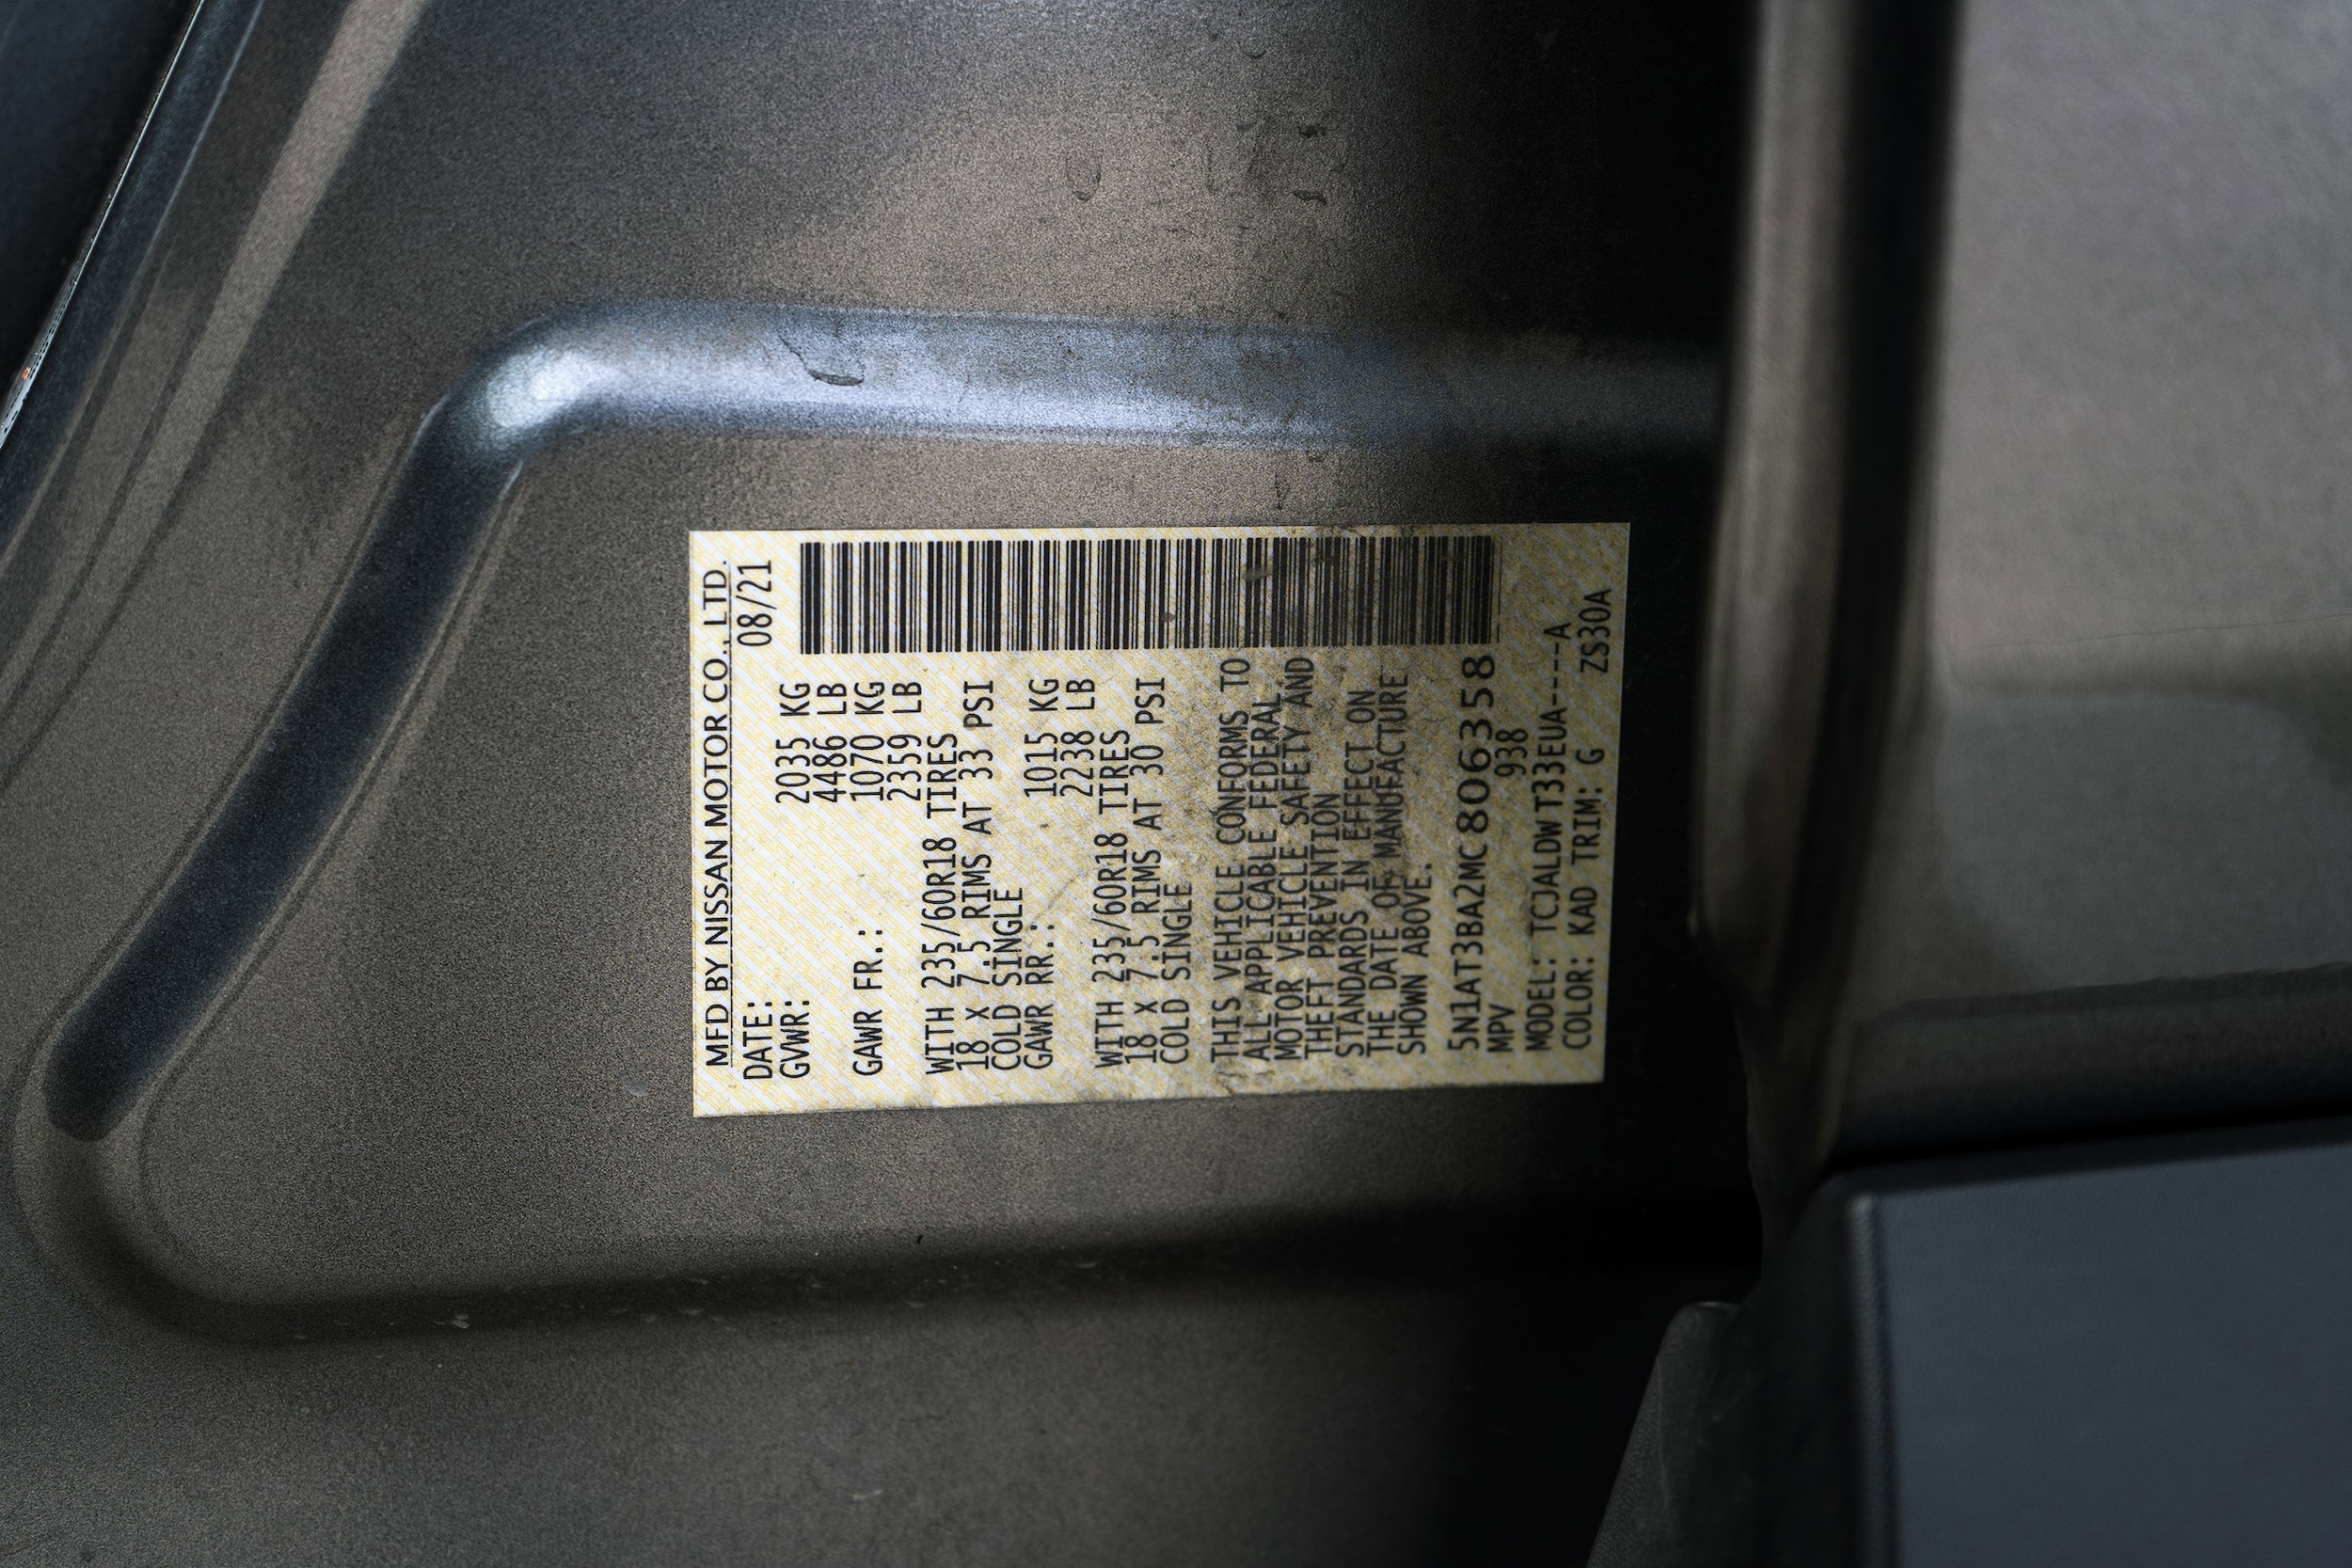 MFD BY NISSAN MOTOR CO., LTD.
DATE: 08/21
GVWR: 2035 KG
4486 LB
GAWR FR.: 1070 KG
2359 LB
WITH 235/60R18 TIRES
18 X 7.5 RIMS AT 33 PSI
COLD SINGLE
GAWR RR.: 1015 KG
2238 LB
WITH 235/60R18 TIRES
18 X 7.5 RIMS AT 30 PSI
COLD SINGLE
THIS VEHICLE CONFORMS TO
ALL APPLICABLE FEDERAL
MOTOR VEHICLE SAFETY AND
THEFT PREVENTION
STANDARDS IN EFFECT ON
THE DATE OF MANUFACTURE
SHOWN ABOVE.
5N1AT3BA2MC806358
MPV 938
MODEL: TCJALDWT33EUA-----A
COLOR: KAD TRIM: G ZS30A